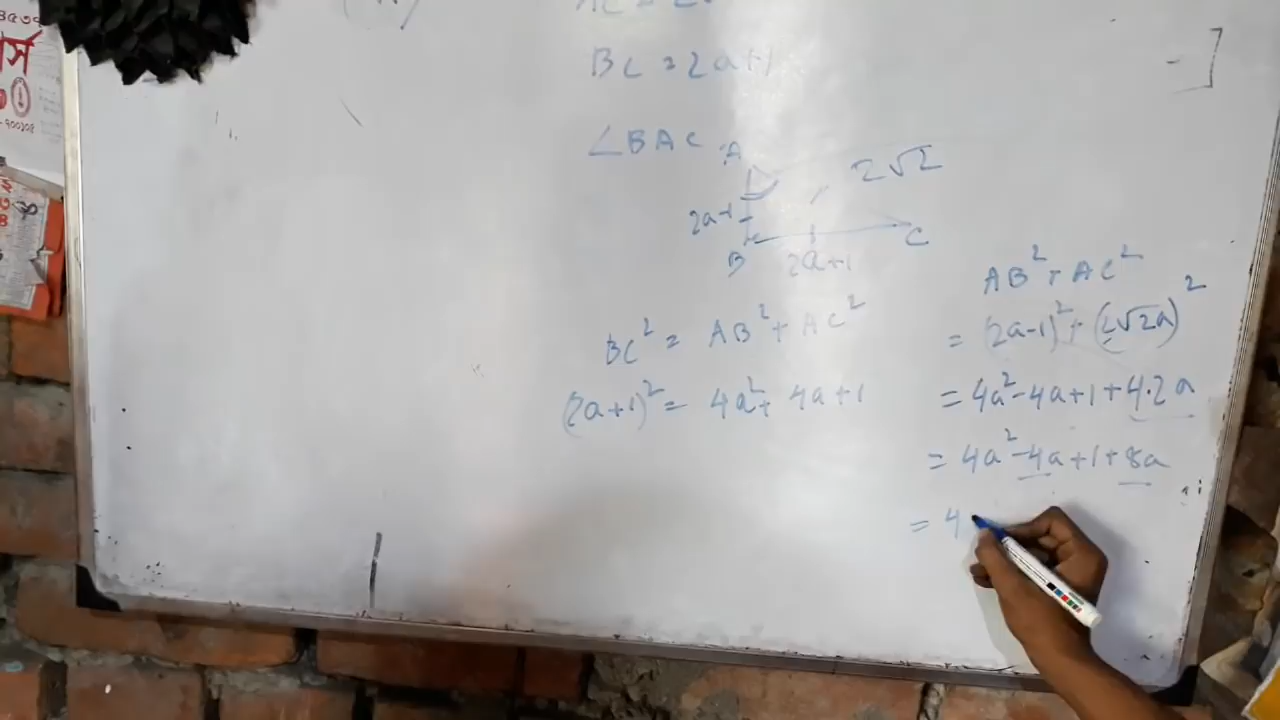 BC = 2a+1
∠BAC
A
2√2
2a-1
B
2a+1
C
BC² = AB² + AC²
(2a+1)² = 4a² + 4a+1
AB² + AC²
= (2a-1)² + (2√2a)²
= 4a²-4a+1+4·2a
= 4a²-4a+1+8a
= 4